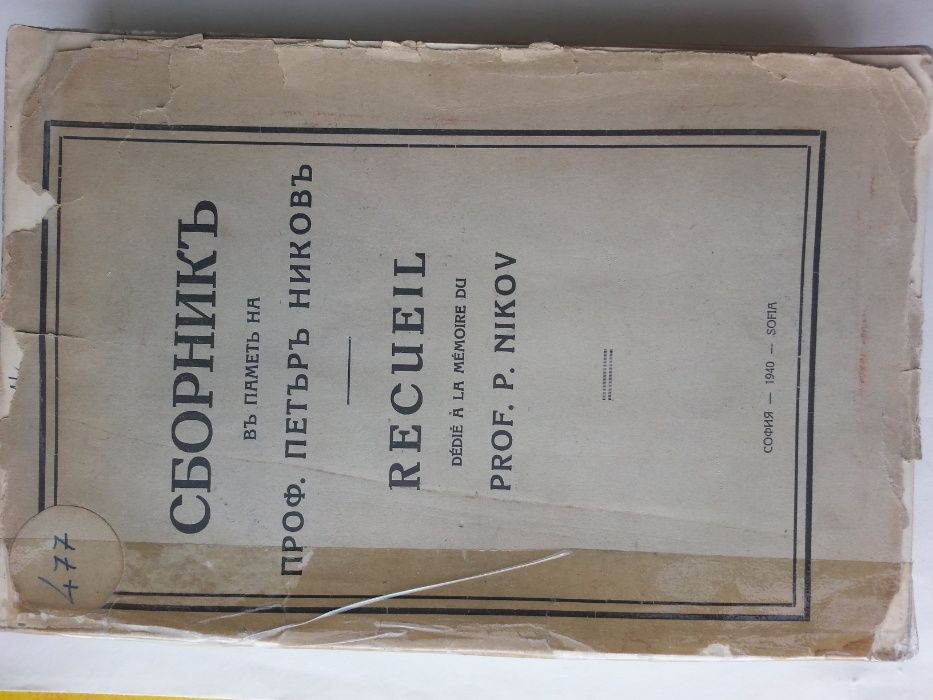 477
СБОРНИКЪ
ВЪ ПАМЕТЬ НА
ПРОФ. ПЕТЪРЪ НИКОВЪ
RECUEIL
DÉDIÉ À LA MÉMOIRE DU
PROF. P. NIKOV
СОФИЯ — 1940 — SOFIA